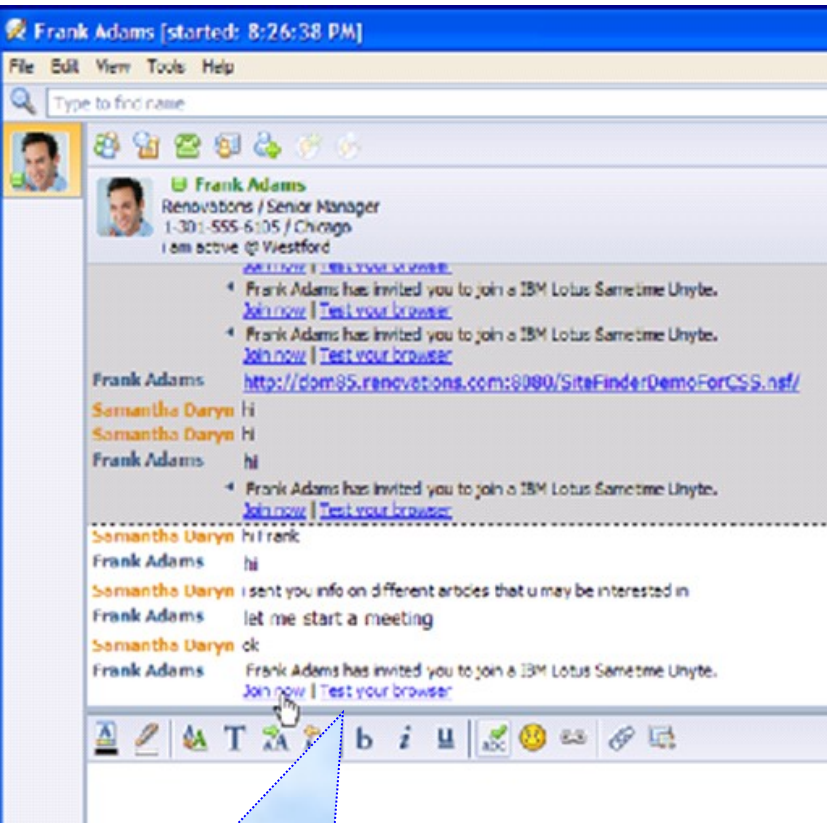 Frank Adams [started: 8:26:38 PM]
File Edit View Tools Help
Type to find name
Frank Adams
Renovations / Senior Manager
1-301-555-6105 / Chicago
i am active @ Westford
Join now | Test your browser
Frank Adams has invited you to join a IBM Lotus Sametime Unyte.
Join now | Test your browser
Frank Adams has invited you to join a IBM Lotus Sametime Unyte.
Join now | Test your browser
Frank Adams http://dom85.renovations.com:8080/SiteFinderDemoForCSS.nsf/
Samantha Daryn hi
Samantha Daryn hi
Frank Adams hi
Frank Adams has invited you to join a IBM Lotus Sametime Unyte.
Join now | Test your browser
Samantha Daryn hi Frank
Frank Adams hi
Samantha Daryn i sent you info on different articles that u may be interested in
Frank Adams let me start a meeting
Samantha Daryn ok
Frank Adams Frank Adams has invited you to join a IBM Lotus Sametime Unyte.
Join now | Test your browser
A A T A b i u abc